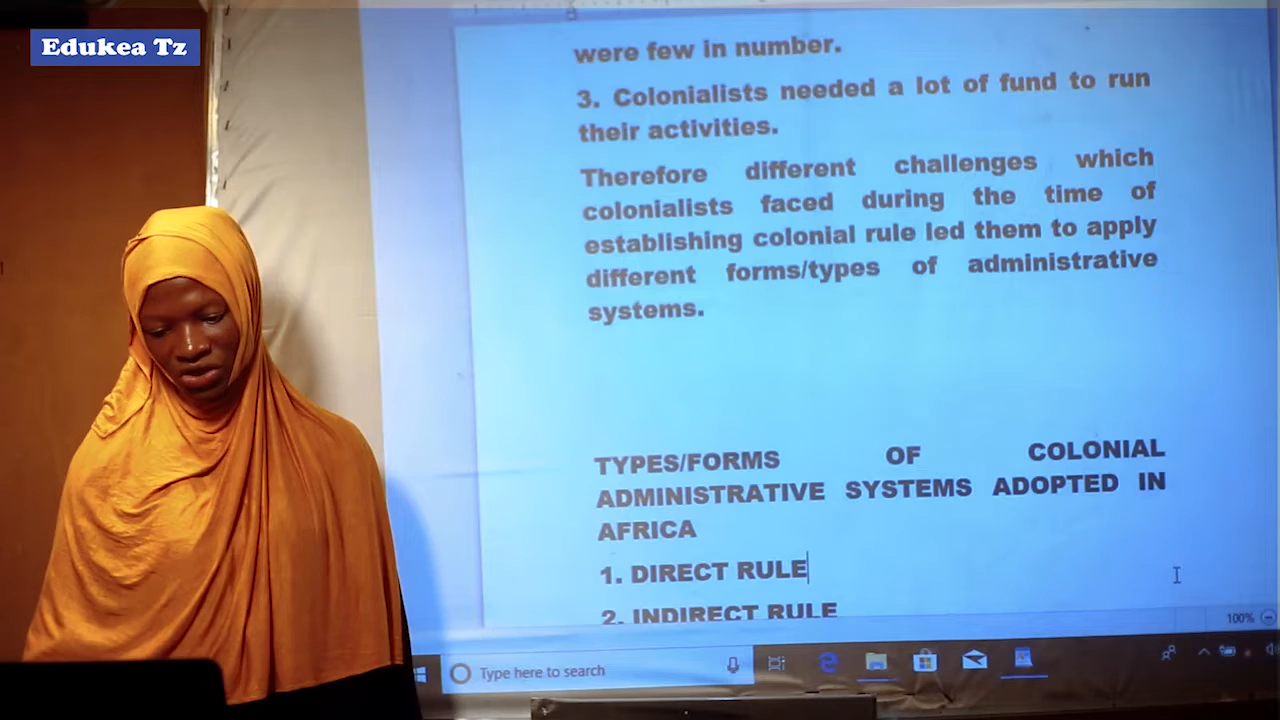 Edukea Tz
were few in number.
3. Colonialists needed a lot of fund to run
their activities.
Therefore different challenges which
colonialists faced during the time of
establishing colonial rule led them to apply
different forms/types of administrative
systems.
TYPES/FORMS OF COLONIAL
ADMINISTRATIVE SYSTEMS ADOPTED IN
AFRICA
1. DIRECT RULE
2. INDIRECT RULE
100%
Type here to search